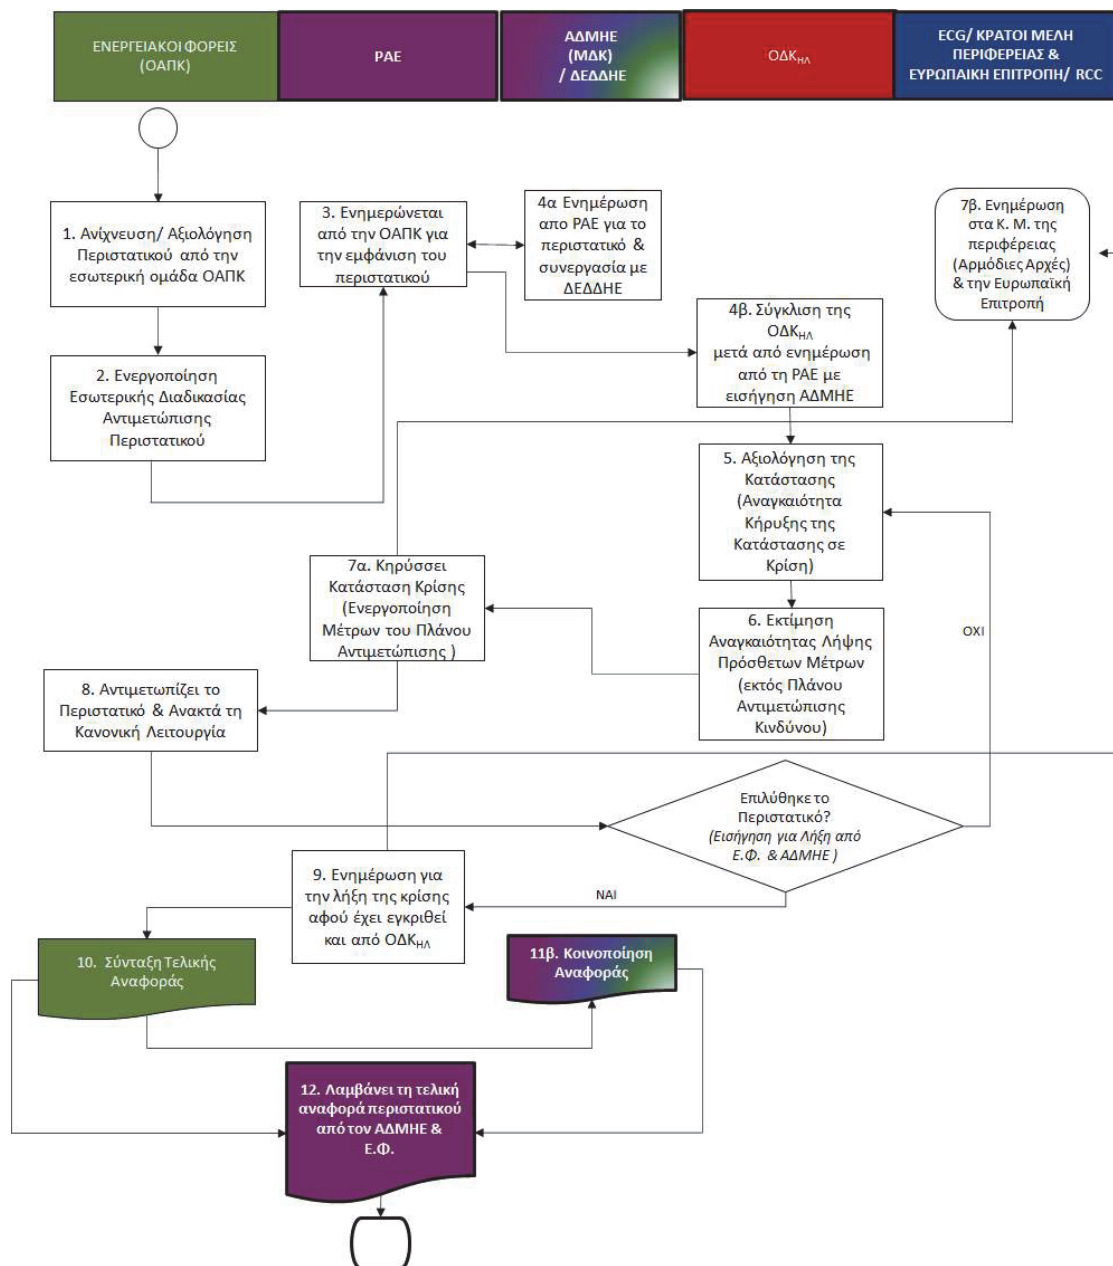 ΕΝΕΡΓΕΙΑΚΟΙ ΦΟΡΕΙΣ
(ΟΑΠΚ)
ΡΑΕ
ΑΔΜΗΕ
(ΜΔΚ)
/ ΔΕΔΔΗΕ
ΟΔΚΗΛ
ECG/ ΚΡΑΤΟΙ ΜΕΛΗ
ΠΕΡΙΦΕΡΕΙΑΣ &
ΕΥΡΩΠΑΙΚΗ ΕΠΙΤΡΟΠΗ/ RCC
1. Ανίχνευση/ Αξιολόγηση
Περιστατικού από την
εσωτερική ομάδα ΟΑΠΚ
2. Ενεργοποίηση
Εσωτερικής Διαδικασίας
Αντιμετώπισης
Περιστατικού
3. Ενημερώνεται
από την ΟΑΠΚ για
την εμφάνιση του
περιστατικού
4α Ενημέρωση
απο ΡΑΕ για το
περιστατικό &
συνεργασία με
ΔΕΔΔΗΕ
4β. Σύγκλιση της
ΟΔΚΗΛ
μετά από ενημέρωση
από τη ΡΑΕ με
εισήγηση ΑΔΜΗΕ
7β. Ενημέρωση
στα Κ. Μ. της
περιφέρειας
(Αρμόδιες Αρχές)
& την Ευρωπαϊκή
Επιτροπή
5. Αξιολόγηση της
Κατάστασης
(Αναγκαιότητα
Κήρυξης της
Κατάστασης σε
Κρίση)
7α. Κηρύσσει
Κατάσταση Κρίσης
(Ενεργοποίηση
Μέτρων του Πλάνου
Αντιμετώπισης )
6. Εκτίμηση
Αναγκαιότητας Λήψης
Πρόσθετων Μέτρων
(εκτός Πλάνου
Αντιμετώπισης
Κινδύνου)
ΟΧΙ
8. Αντιμετωπίζει το
Περιστατικό & Ανακτά τη
Κανονική Λειτουργία
Επιλύθηκε το
Περιστατικό?
(Εισήγηση για Λήξη από
Ε.Φ. & ΑΔΜΗΕ )
ΝΑΙ
9. Ενημέρωση για
την λήξη της κρίσης
αφού έχει εγκριθεί
και από ΟΔΚΗΛ
10. Σύνταξη Τελικής
Αναφοράς
11β. Κοινοποίηση
Αναφοράς
12. Λαμβάνει τη τελική
αναφορά περιστατικού
από τον ΑΔΜΗΕ &
Ε.Φ.